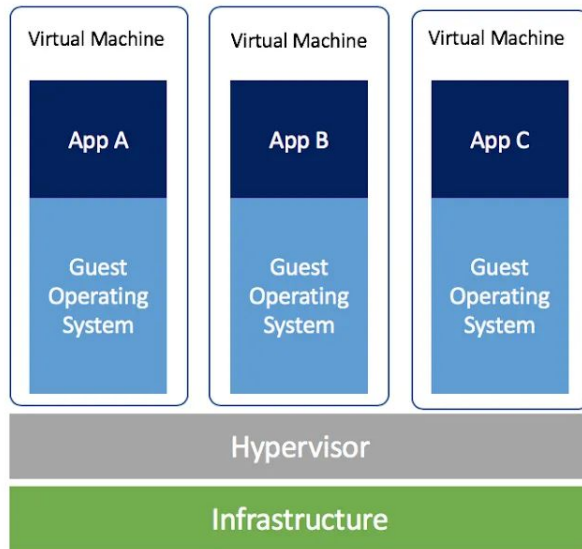 Virtual Machine
Virtual Machine
Virtual Machine
App A
App B
App C
Guest
Operating
System
Guest
Operating
System
Guest
Operating
System
Hypervisor
Infrastructure